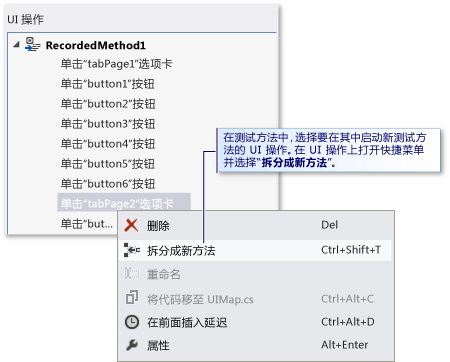 UI 操作
RecordedMethod1
单击“tabPage1”选项卡
单击“button1”按钮
单击“button2”按钮
单击“button3”按钮
单击“button4”按钮
单击“button5”按钮
单击“button6”按钮
单击“tabPage2”选项卡
单击“but...
在测试方法中，选择要在其中启动新测试方
法的 UI 操作。在 UI 操作上打开快捷菜单
并选择“拆分成新方法”。
删除 Del
拆分成新方法 Ctrl+Shift+T
重命名
将代码移至 UIMap.cs Ctrl+Alt+C
在前面插入延迟 Ctrl+Alt+D
属性 Alt+Enter